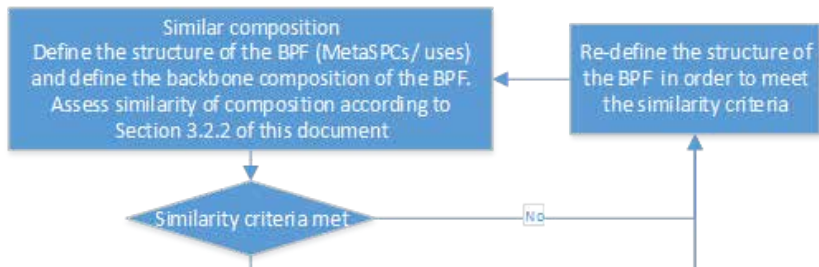 Similar composition
Define the structure of the BPF (MetaSPCs/ uses)
and define the backbone composition of the BPF.
Assess similarity of composition according to
Section 3.2.2 of this document
Re-define the structure of
the BPF in order to meet
the similarity criteria
Similarity criteria met
No